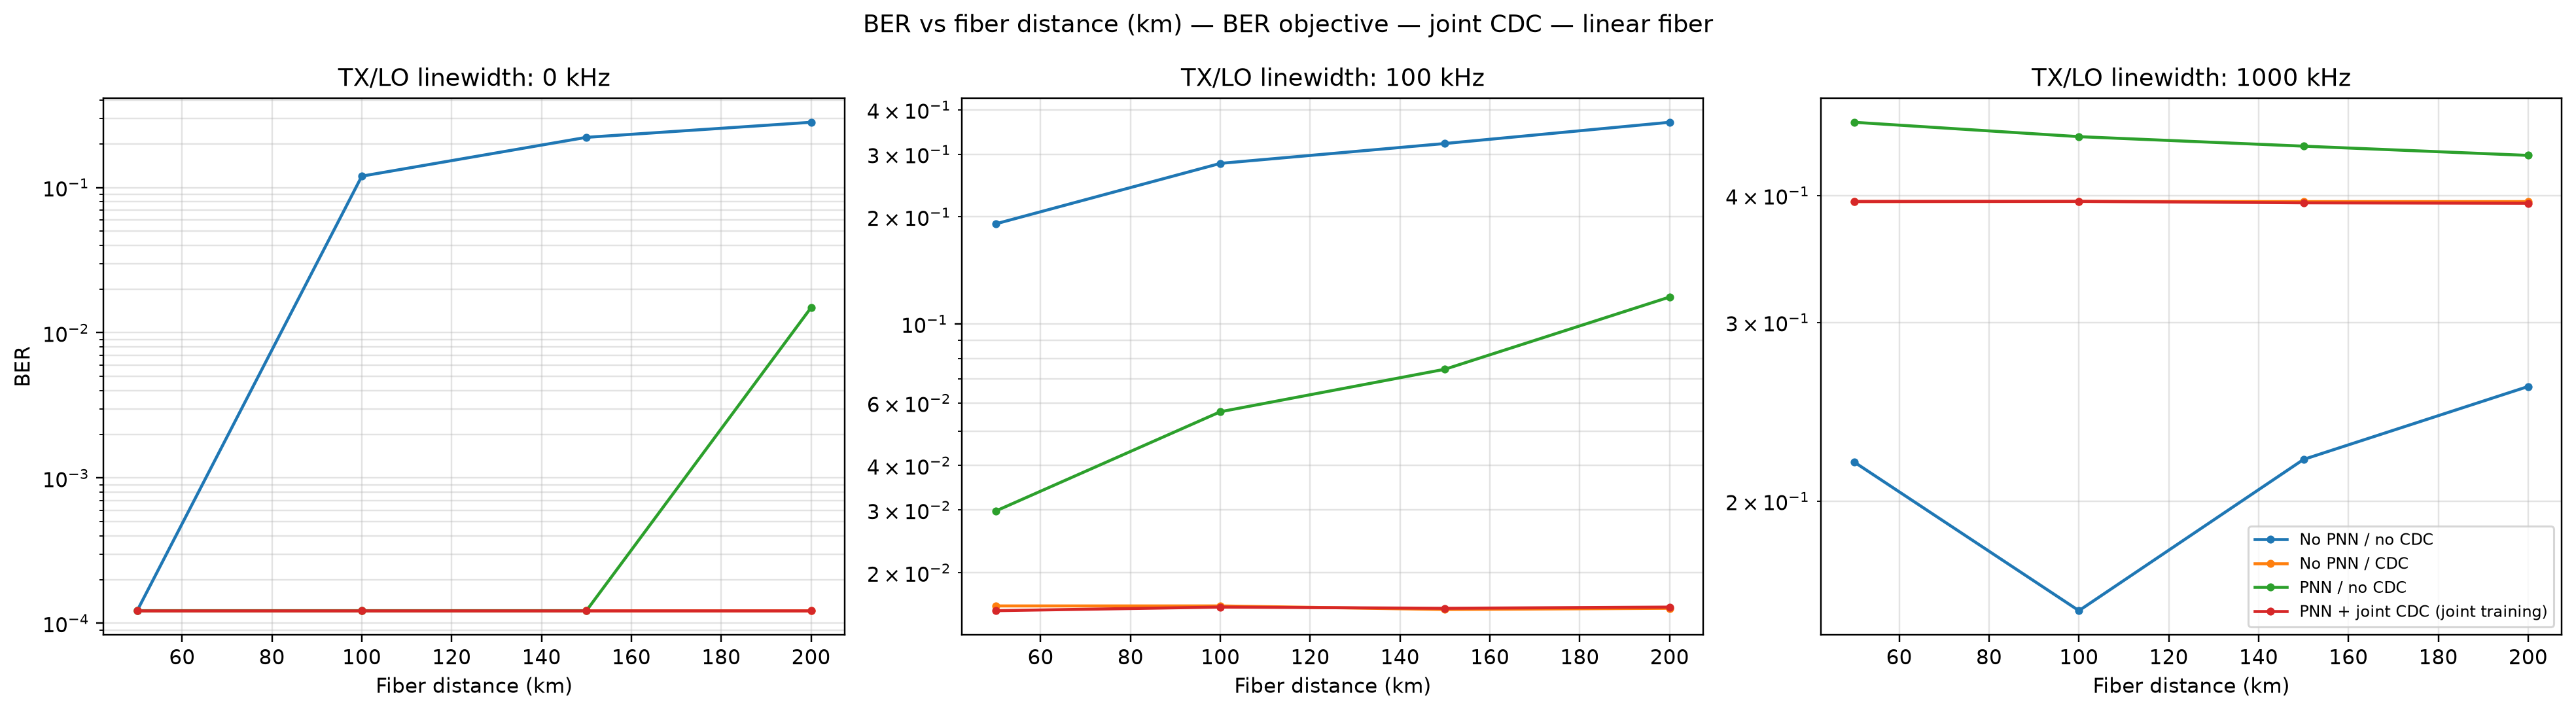 BER vs fiber distance (km) — BER objective — joint CDC — linear fiber
TX/LO linewidth: 0 kHz
BER
10⁻¹
10⁻²
10⁻³
10⁻⁴
60 80 100 120 140 160 180 200
Fiber distance (km)
TX/LO linewidth: 100 kHz
4 × 10⁻¹
3 × 10⁻¹
2 × 10⁻¹
10⁻¹
6 × 10⁻²
4 × 10⁻²
3 × 10⁻²
2 × 10⁻²
60 80 100 120 140 160 180 200
Fiber distance (km)
TX/LO linewidth: 1000 kHz
4 × 10⁻¹
3 × 10⁻¹
2 × 10⁻¹
No PNN / no CDC
No PNN / CDC
PNN / no CDC
PNN + joint CDC (joint training)
60 80 100 120 140 160 180 200
Fiber distance (km)